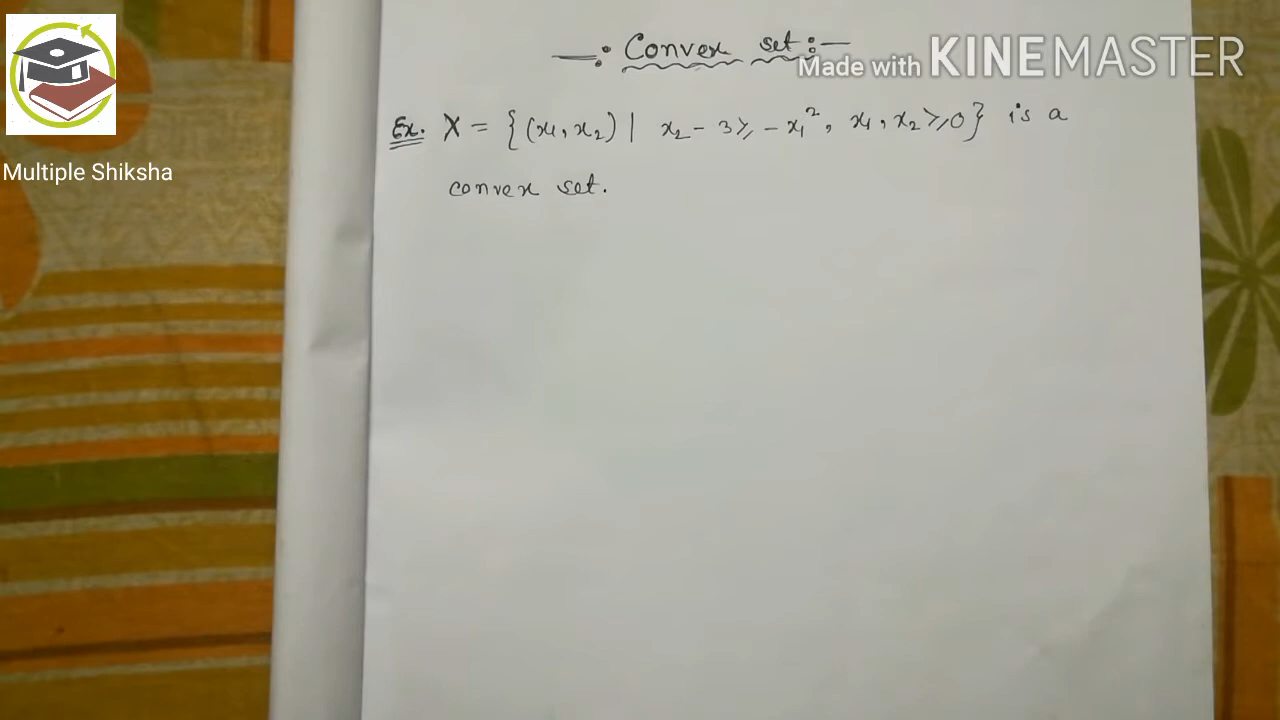 —: Convex set :—
Made with KINEMASTER
Ex. X = {(x₁, x₂) | x₂ - 3 ≥ -x₁², x₁, x₂ ≥ 0} is a
convex set.
Multiple Shiksha